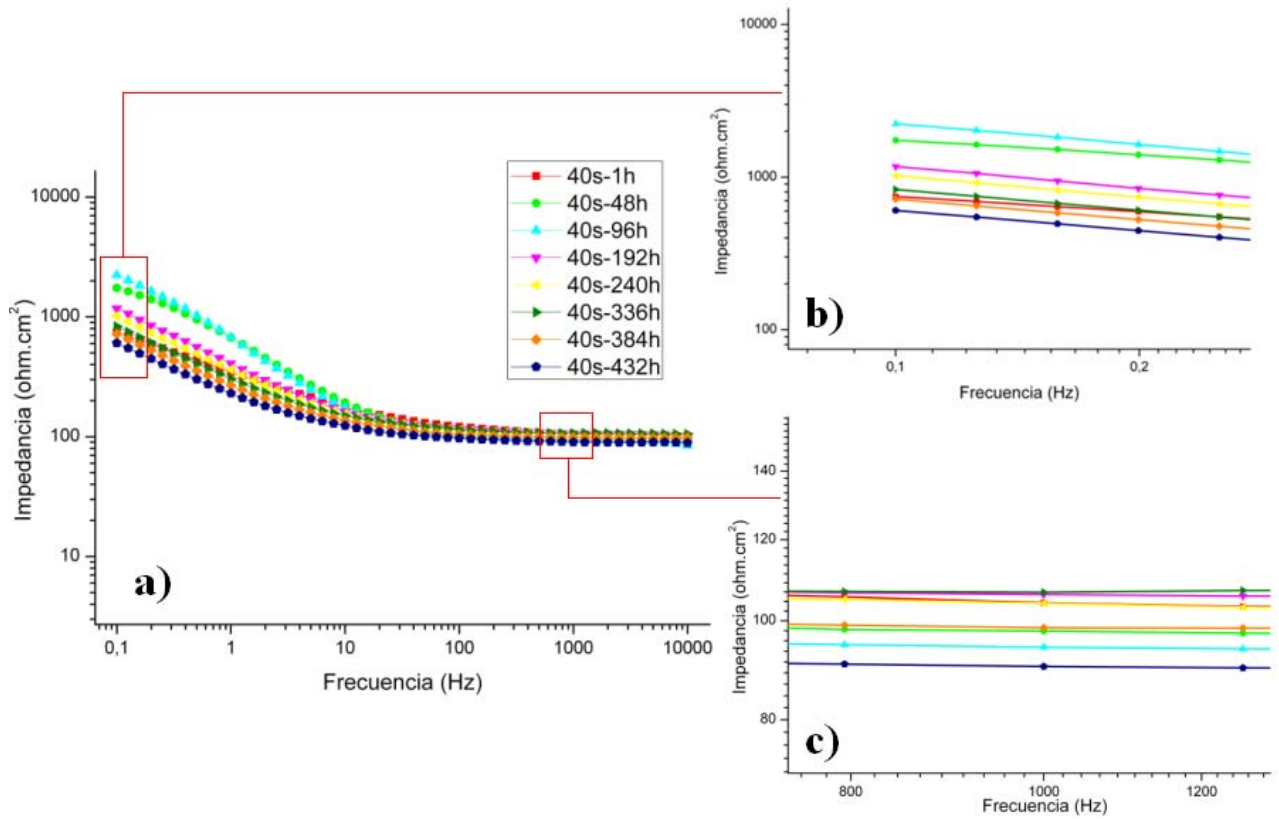 10000
1000
100
10
Impedancia (ohm.cm²)
0,1
1
10
100
1000
10000
Frecuencia (Hz)
a)
40s-1h
40s-48h
40s-96h
40s-192h
40s-240h
40s-336h
40s-384h
40s-432h
10000
1000
100
Impedancia (ohm.cm²)
0,1
0,2
Frecuencia (Hz)
b)
140
120
100
80
Impedancia (ohm.cm²)
800
1000
1200
Frecuencia (Hz)
c)